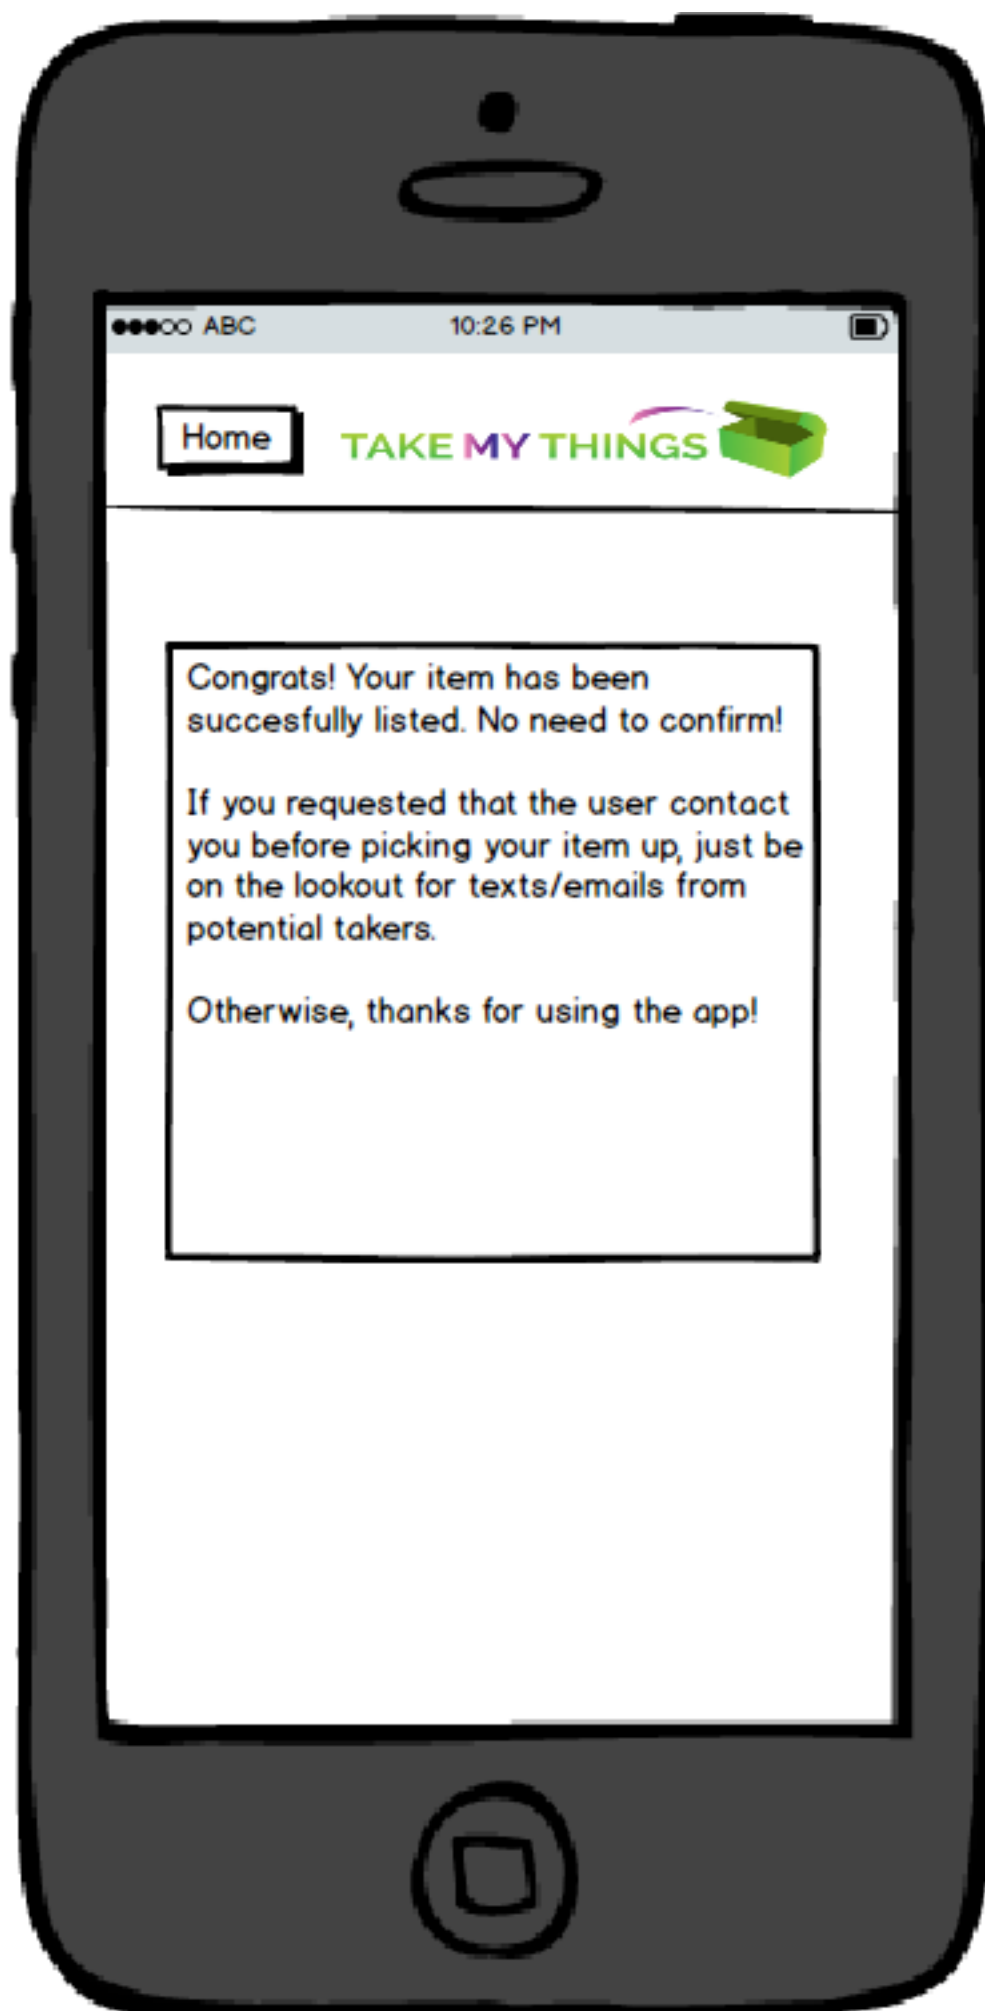 ABC 10:26 PM
Home TAKE MY THINGS
Congrats! Your item has been
succesfully listed. No need to confirm!
If you requested that the user contact
you before picking your item up, just be
on the lookout for texts/emails from
potential takers.
Otherwise, thanks for using the app!